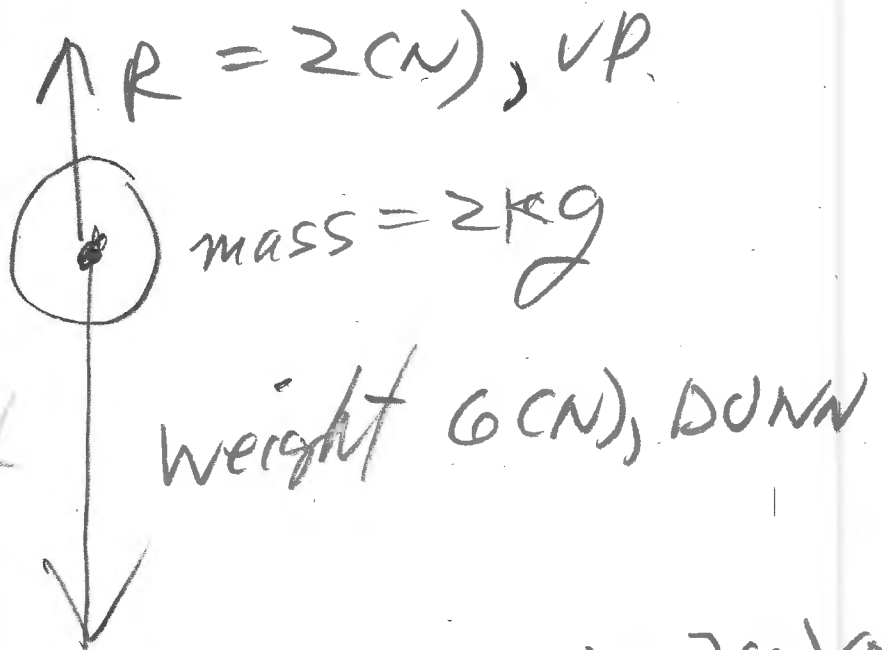 R = 2(N), UP.
mass = 2kg
weight 6(N), DOWN